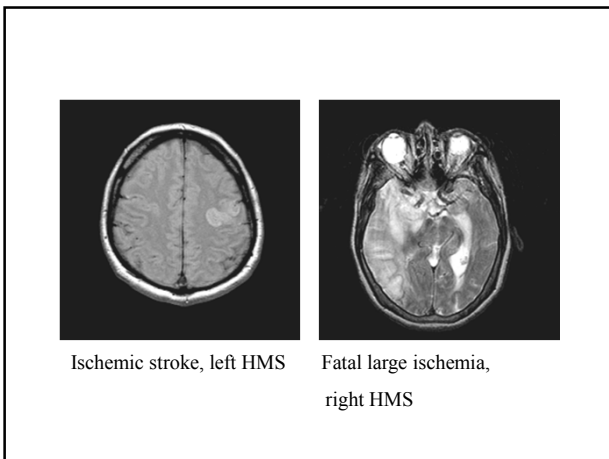 Ischemic stroke, left HMS
Fatal large ischemia,
right HMS